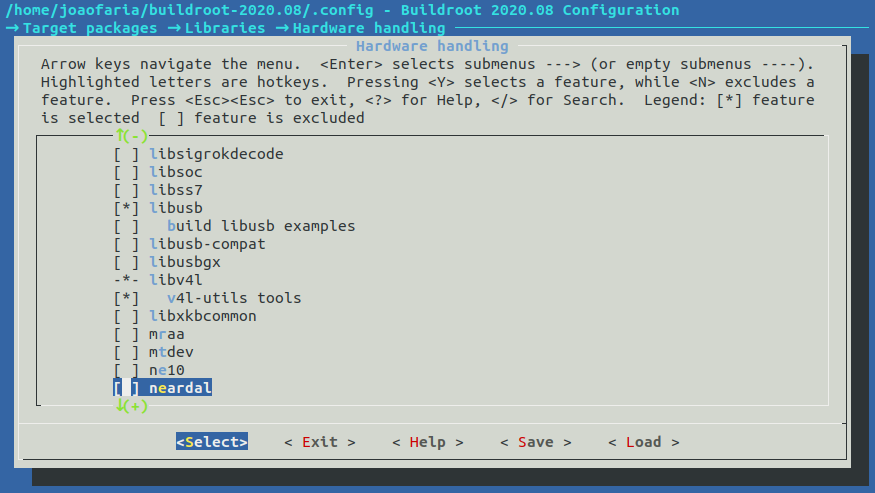 /home/joaofaria/buildroot-2020.08/.config - Buildroot 2020.08 Configuration
→Target packages →Libraries →Hardware handling
Hardware handling
Arrow keys navigate the menu.  <Enter> selects submenus ---> (or empty submenus ----).
Highlighted letters are hotkeys.  Pressing <Y> selects a feature, while <N> excludes a
feature.  Press <Esc><Esc> to exit, <?> for Help, </> for Search.  Legend: [*] feature
is selected  [ ] feature is excluded
↑(-)
[ ] libsigrokdecode
[ ] libsoc
[ ] libss7
[*] libusb
[ ]   build libusb examples
[ ] libusb-compat
[ ] libusbgx
-*- libv4l
[*]   v4l-utils tools
[ ] libxkbcommon
[ ] mraa
[ ] mtdev
[ ] ne10
[ ] neardal
↓(+)
<Select>    < Exit >    < Help >    < Save >    < Load >